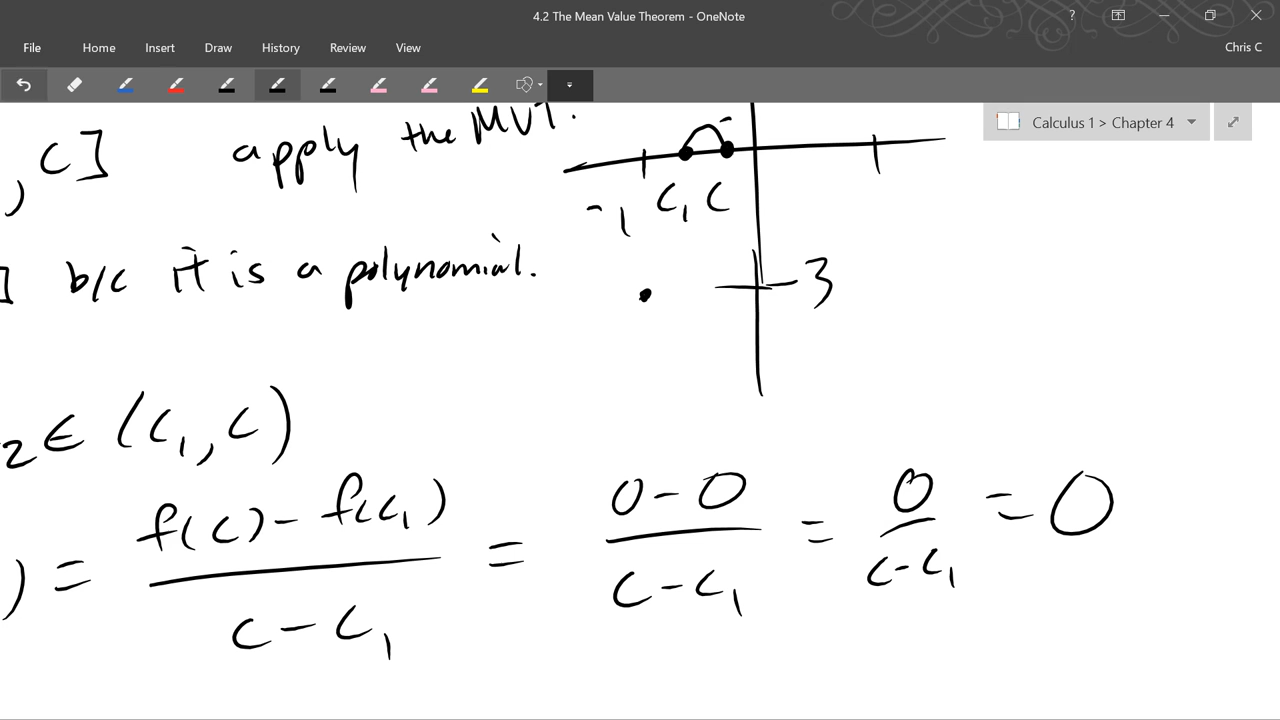 4.2 The Mean Value Theorem - OneNote
?
File Home Insert Draw History Review View Chris C
Calculus 1 > Chapter 4
, c] apply the MVT.
-1 c₁ c
] b/c it is a polynomial.
-3
₂ ∈ (c₁, c)
) = f(c) - f(c₁) / c - c₁ = 0 - 0 / c - c₁ = 0 / c - c₁ = 0